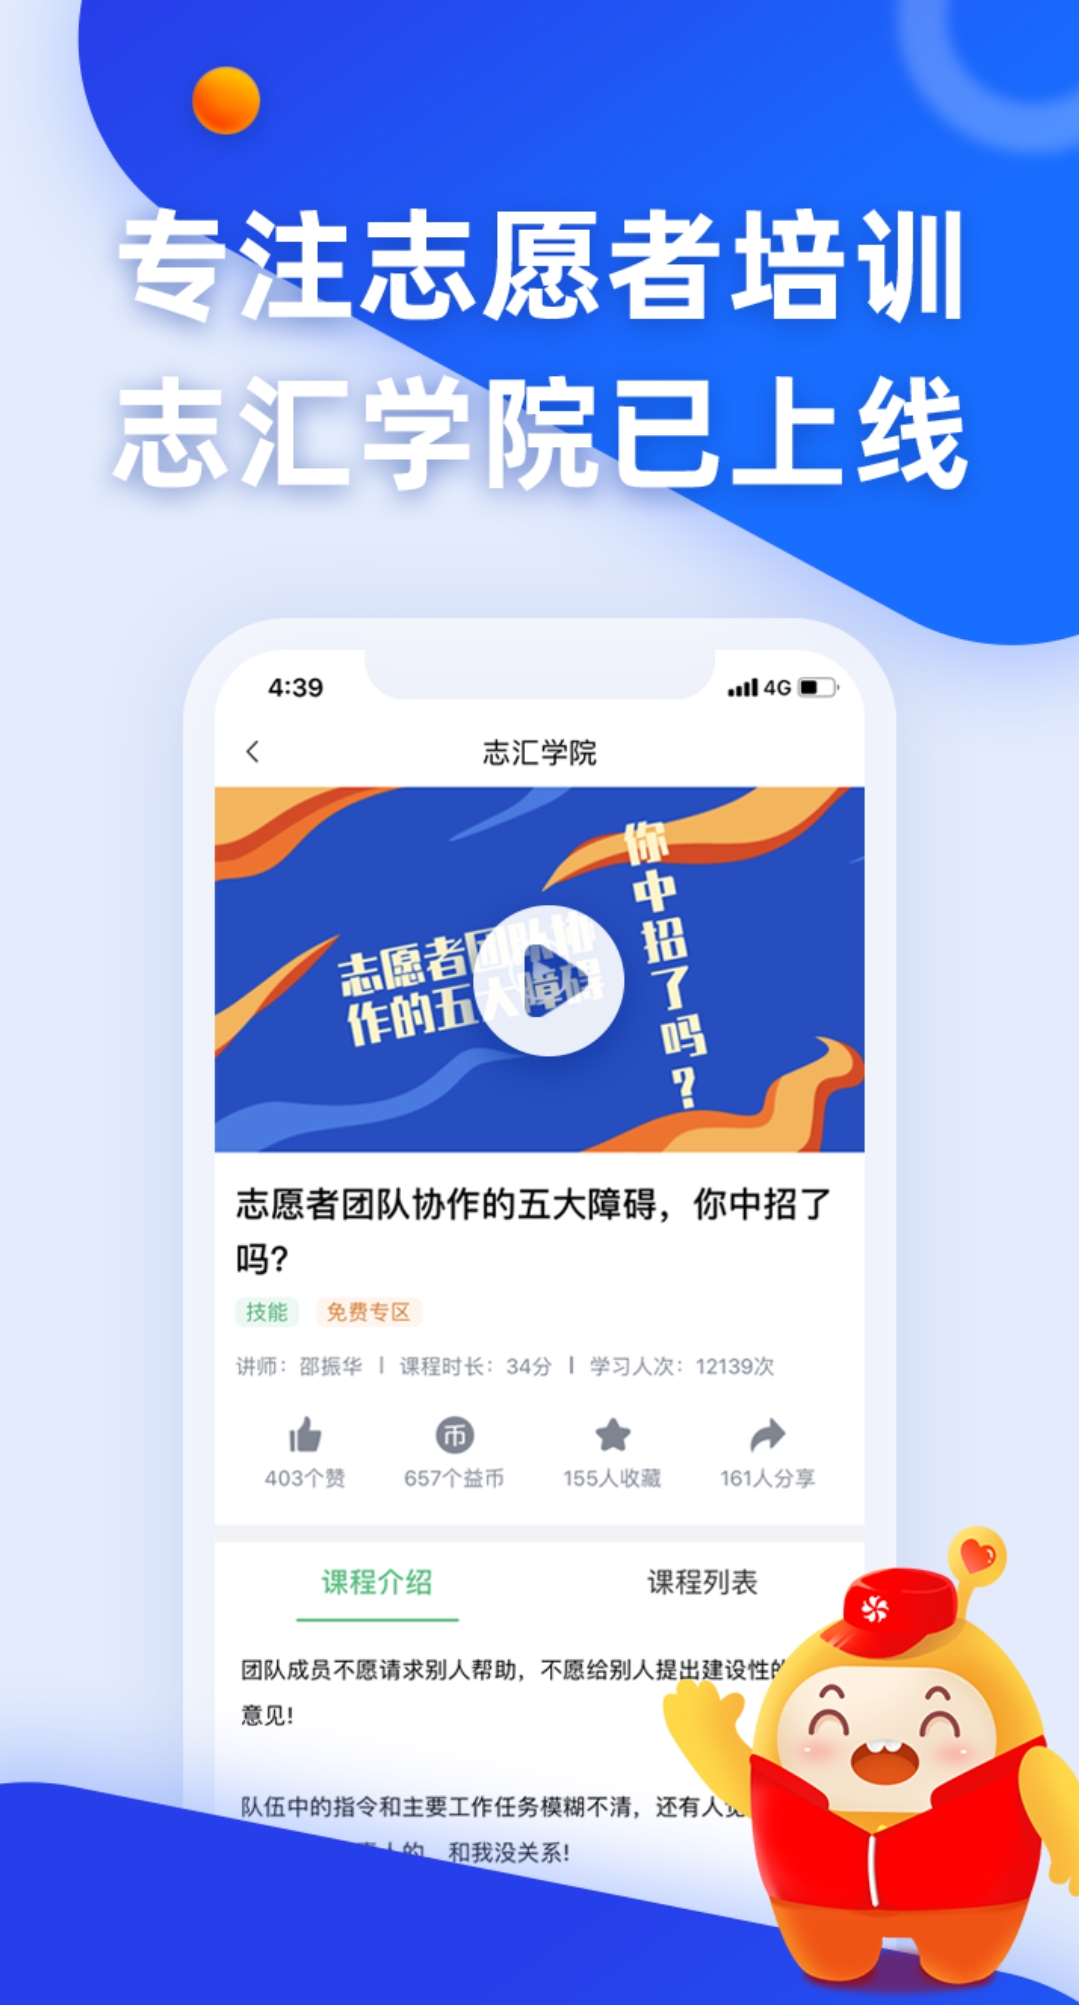 专注志愿者培训
志汇学院已上线
4:39
4G
志汇学院
志愿者团队协
作的五大障碍
你中招了吗?
志愿者团队协作的五大障碍，你中招了
吗?
技能 免费专区
讲师：邵振华 | 课程时长：34分 | 学习人次：12139次
币
403个赞 657个益币 155人收藏 161人分享
课程介绍 课程列表
团队成员不愿请求别人帮助，不愿给别人提出建设性的
意见!
队伍中的指令和主要工作任务模糊不清，还有人
人的，和我没关系!